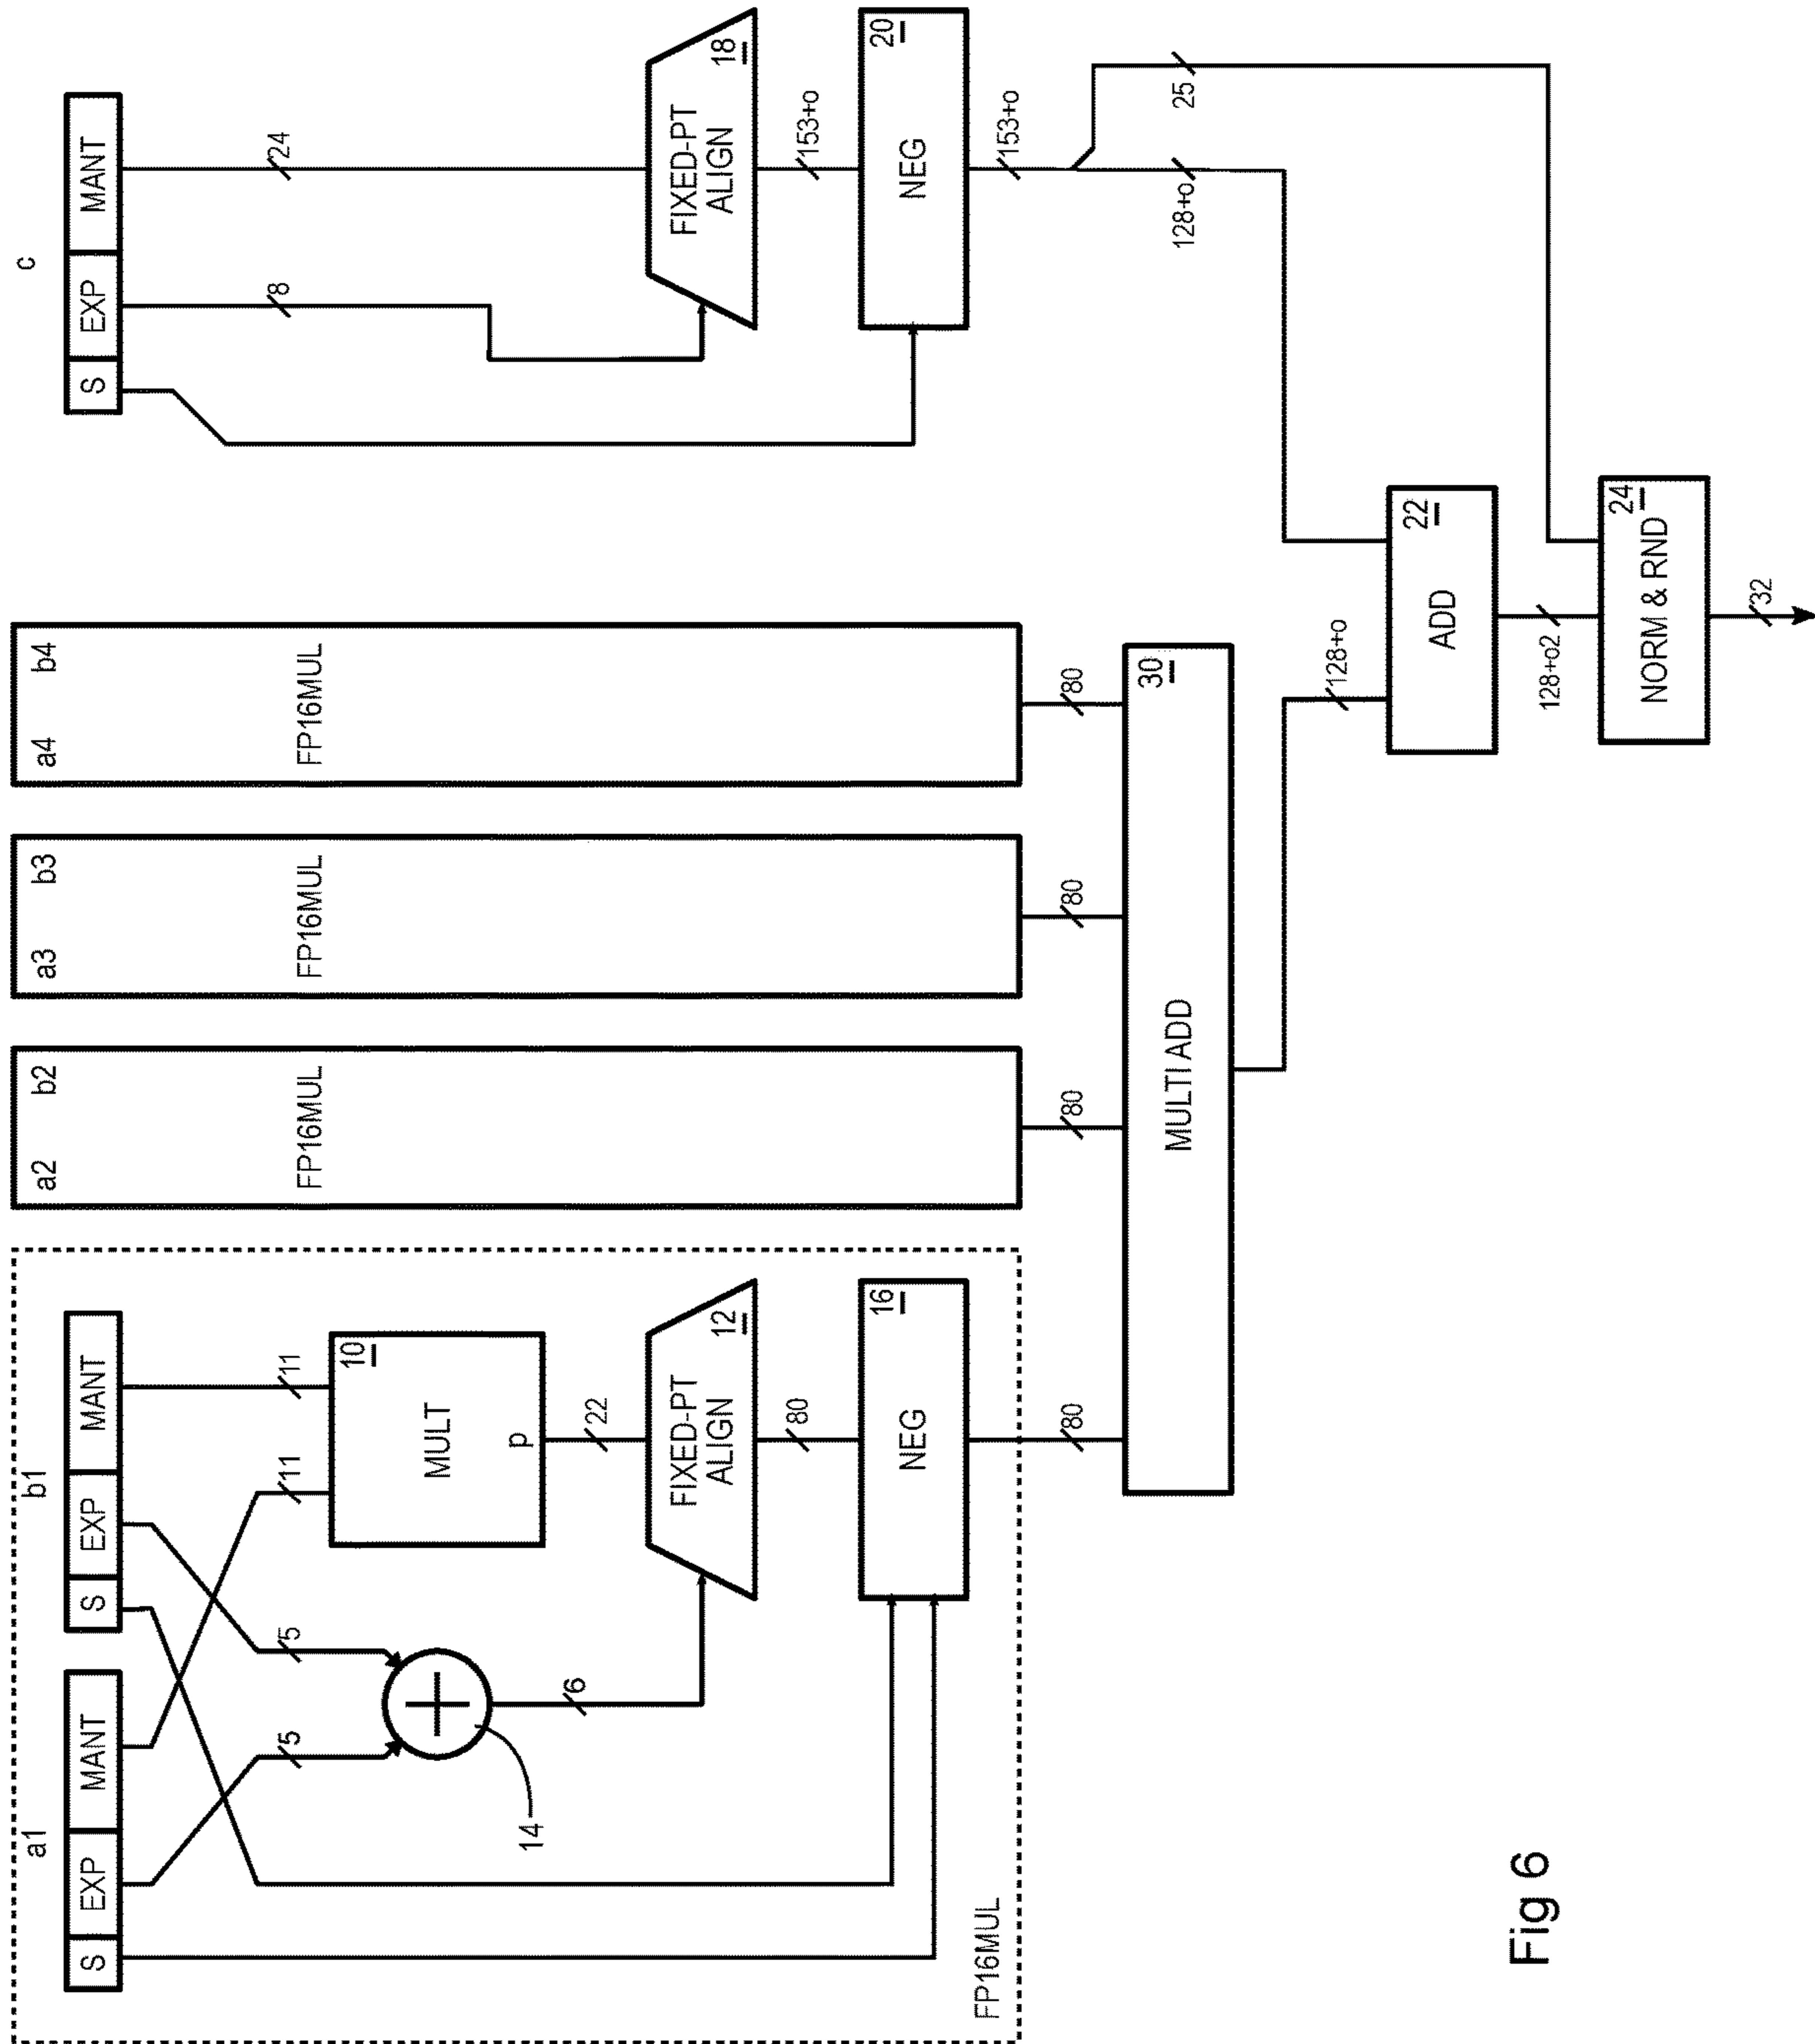 a1
b1
c
S EXP MANT
S EXP MANT
S EXP MANT
a2 b2
a3 b3
a4 b4
11
11
24
8
5
5
10
MULT
p
14
6
22
FP16MUL
FP16MUL
FP16MUL
12
FIXED-PT
ALIGN
18
FIXED-PT
ALIGN
80
153+o
16
NEG
20
NEG
FP16MUL
80
80
80
80
153+o
30
MULTI ADD
128+o
25
128+o
22
ADD
128+o2
24
NORM & RND
32
Fig 6